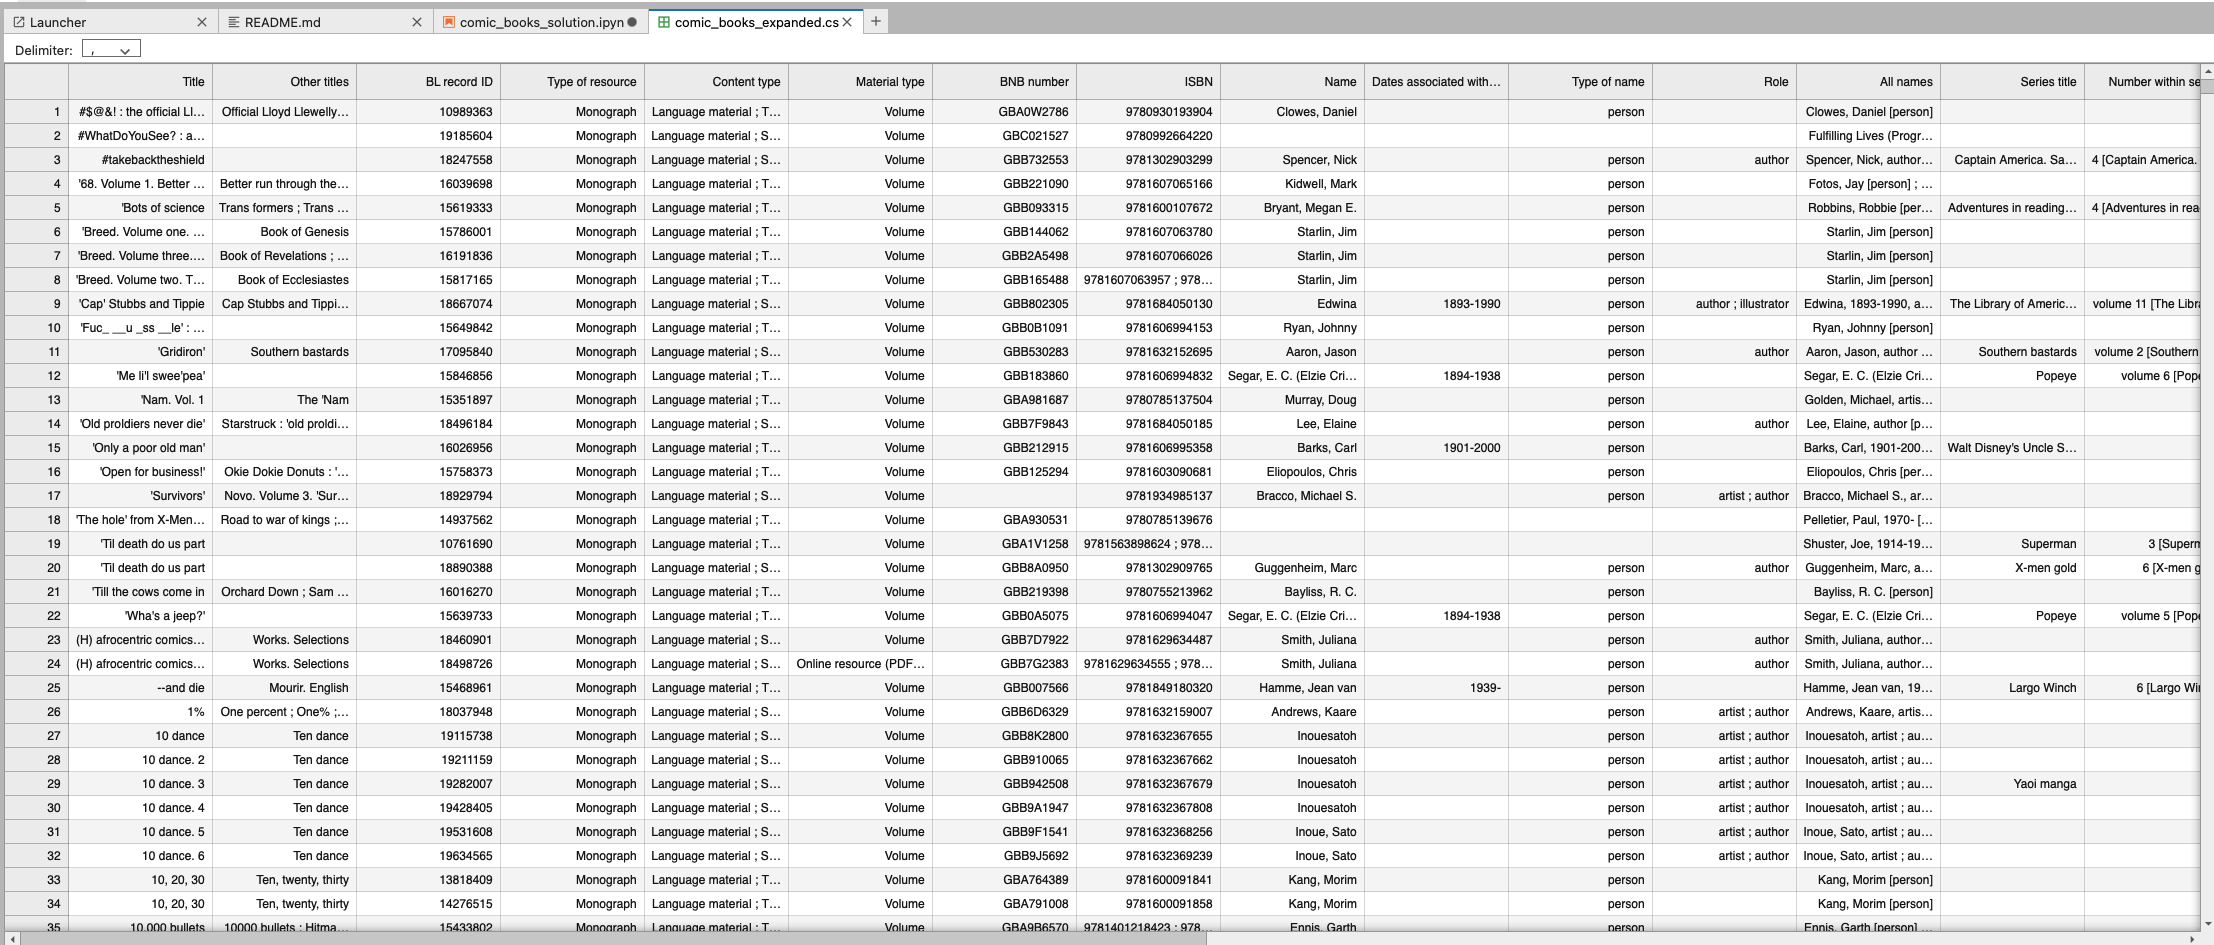 Launcher README.md comic_books_solution.ipyn comic_books_expanded.cs
Delimiter: ,
Title Other titles BL record ID Type of resource Content type Material type BNB number ISBN Name Dates associated with... Type of name Role All names Series title Number within se
1 #$@&! : the official Ll... Official Lloyd Llewelly... 10989363 Monograph Language material ; T... Volume GBA0W2786 9780930193904 Clowes, Daniel person Clowes, Daniel [person]
2 #WhatDoYouSee? : a... 19185604 Monograph Language material ; S... Volume GBC021527 9780992664220 Fulfilling Lives (Progr...
3 #takebacktheshield 18247558 Monograph Language material ; S... Volume GBB732553 9781302903299 Spencer, Nick person author Spencer, Nick, author... Captain America. Sa... 4 [Captain America.
4 '68. Volume 1. Better ... Better run through the... 16039698 Monograph Language material ; T... Volume GBB221090 9781607065166 Kidwell, Mark person Fotos, Jay [person] ; ...
5 'Bots of science Trans formers ; Trans ... 15619333 Monograph Language material ; T... Volume GBB093315 9781600107672 Bryant, Megan E. person Robbins, Robbie [per... Adventures in reading... 4 [Adventures in rea
6 'Breed. Volume one. ... Book of Genesis 15786001 Monograph Language material ; T... Volume GBB144062 9781607063780 Starlin, Jim person Starlin, Jim [person]
7 'Breed. Volume three.... Book of Revelations ; ... 16191836 Monograph Language material ; T... Volume GBB2A5498 9781607066026 Starlin, Jim person Starlin, Jim [person]
8 'Breed. Volume two. T... Book of Ecclesiastes 15817165 Monograph Language material ; T... Volume GBB165488 9781607063957 ; 978... Starlin, Jim person Starlin, Jim [person]
9 'Cap' Stubbs and Tippie Cap Stubbs and Tippi... 18667074 Monograph Language material ; S... Volume GBB802305 9781684050130 Edwina 1893-1990 person author ; illustrator Edwina, 1893-1990, a... The Library of Americ... volume 11 [The Libra
10 'Fuc_ __u _ss __le' : ... 15649842 Monograph Language material ; T... Volume GBB0B1091 9781606994153 Ryan, Johnny person Ryan, Johnny [person]
11 'Gridiron' Southern bastards 17095840 Monograph Language material ; S... Volume GBB530283 9781632152695 Aaron, Jason person author Aaron, Jason, author ... Southern bastards volume 2 [Southern
12 'Me li'l swee'pea' 15846856 Monograph Language material ; T... Volume GBB183860 9781606994832 Segar, E. C. (Elzie Cri... 1894-1938 person Segar, E. C. (Elzie Cri... Popeye volume 6 [Pope
13 'Nam. Vol. 1 The 'Nam 15351897 Monograph Language material ; T... Volume GBA981687 9780785137504 Murray, Doug person Golden, Michael, artis...
14 'Old proldiers never die' Starstruck : 'old proldi... 18496184 Monograph Language material ; T... Volume GBB7F9843 9781684050185 Lee, Elaine person author Lee, Elaine, author [p...
15 'Only a poor old man' 16026956 Monograph Language material ; T... Volume GBB212915 9781606995358 Barks, Carl 1901-2000 person Barks, Carl, 1901-200... Walt Disney's Uncle S...
16 'Open for business!' Okie Dokie Donuts : '... 15758373 Monograph Language material ; T... Volume GBB125294 9781603090681 Eliopoulos, Chris person Eliopoulos, Chris [per...
17 'Survivors' Novo. Volume 3. 'Sur... 18929794 Monograph Language material ; S... Volume 9781934985137 Bracco, Michael S. person artist ; author Bracco, Michael S., ar...
18 'The hole' from X-Men... Road to war of kings ;... 14937562 Monograph Language material ; T... Volume GBA930531 9780785139676 Pelletier, Paul, 1970- [...
19 'Til death do us part 10761690 Monograph Language material ; T... Volume GBA1V1258 9781563898624 ; 978... Shuster, Joe, 1914-19... Superman 3 [Superm
20 'Til death do us part 18890388 Monograph Language material ; S... Volume GBB8A0950 9781302909765 Guggenheim, Marc person author Guggenheim, Marc, a... X-men gold 6 [X-men g
21 'Till the cows come in Orchard Down ; Sam ... 16016270 Monograph Language material ; T... Volume GBB219398 9780755213962 Bayliss, R. C. person Bayliss, R. C. [person]
22 'Wha's a jeep?' 15639733 Monograph Language material ; T... Volume GBB0A5075 9781606994047 Segar, E. C. (Elzie Cri... 1894-1938 person Segar, E. C. (Elzie Cri... Popeye volume 5 [Pope
23 (H) afrocentric comics... Works. Selections 18460901 Monograph Language material ; S... Volume GBB7D7922 9781629634487 Smith, Juliana person author Smith, Juliana, author...
24 (H) afrocentric comics... Works. Selections 18498726 Monograph Language material ; S... Online resource (PDF... GBB7G2383 9781629634555 ; 978... Smith, Juliana person author Smith, Juliana, author...
25 --and die Mourir. English 15468961 Monograph Language material ; T... Volume GBB007566 9781849180320 Hamme, Jean van 1939- person Hamme, Jean van, 19... Largo Winch 6 [Largo Wi
26 1% One percent ; One% ;... 18037948 Monograph Language material ; S... Volume GBB6D6329 9781632159007 Andrews, Kaare person artist ; author Andrews, Kaare, artis...
27 10 dance Ten dance 19115738 Monograph Language material ; S... Volume GBB8K2800 9781632367655 Inouesatoh person artist ; author Inouesatoh, artist ; au...
28 10 dance. 2 Ten dance 19211159 Monograph Language material ; S... Volume GBB910065 9781632367662 Inouesatoh person artist ; author Inouesatoh, artist ; au...
29 10 dance. 3 Ten dance 19282007 Monograph Language material ; S... Volume GBB942508 9781632367679 Inouesatoh person artist ; author Inouesatoh, artist ; au... Yaoi manga
30 10 dance. 4 Ten dance 19428405 Monograph Language material ; S... Volume GBB9A1947 9781632367808 Inouesatoh person artist ; author Inouesatoh, artist ; au...
31 10 dance. 5 Ten dance 19531608 Monograph Language material ; S... Volume GBB9F1541 9781632368256 Inoue, Sato person artist ; author Inoue, Sato, artist ; au...
32 10 dance. 6 Ten dance 19634565 Monograph Language material ; S... Volume GBB9J5692 9781632369239 Inoue, Sato person artist ; author Inoue, Sato, artist ; au...
33 10, 20, 30 Ten, twenty, thirty 13818409 Monograph Language material ; T... Volume GBA764389 9781600091841 Kang, Morim person Kang, Morim [person]
34 10, 20, 30 Ten, twenty, thirty 14276515 Monograph Language material ; T... Volume GBA791008 9781600091858 Kang, Morim person Kang, Morim [person]
35 10,000 bullets 10000 bullets ; Hitma... 15433802 Monograph Language material ; T... Volume GBA9B6570 9781401218423 ; 978... Ennis, Garth person Ennis, Garth [person]